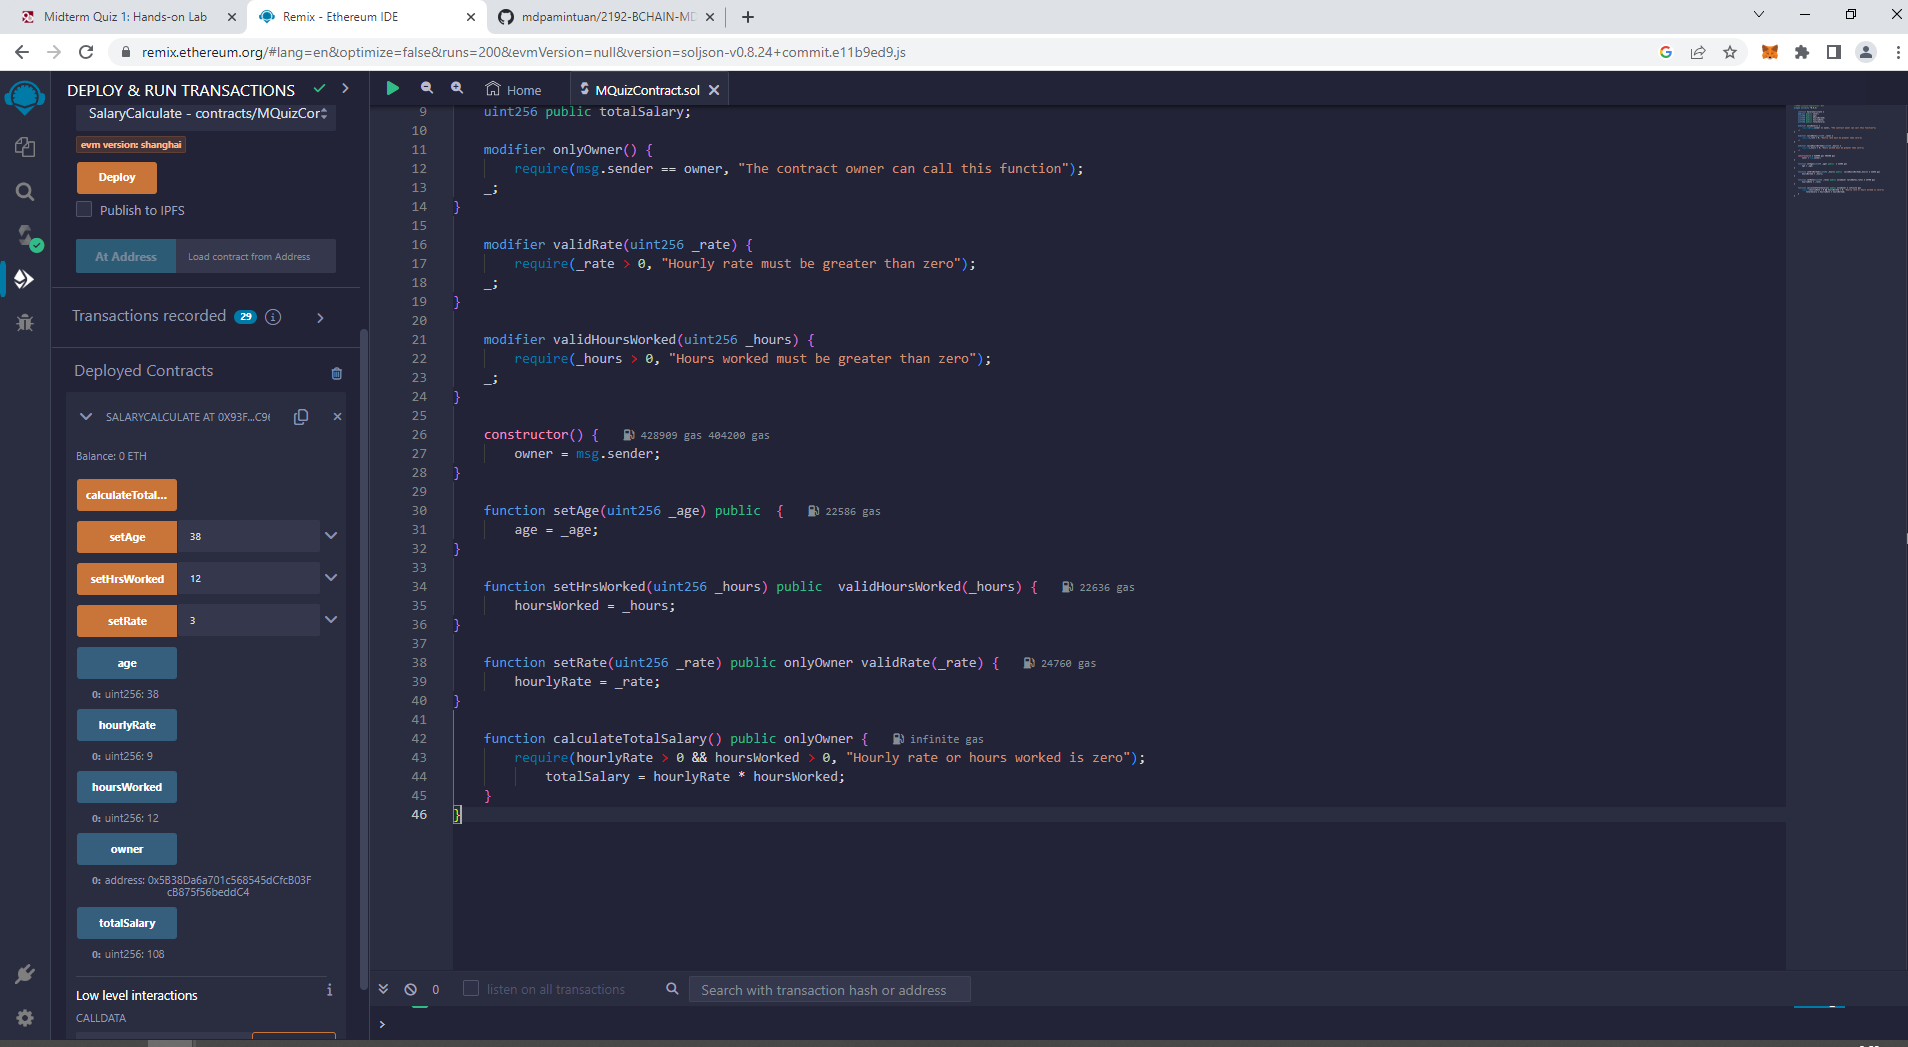 Midterm Quiz 1: Hands-on Lab
Remix - Ethereum IDE
mdpamintuan/2192-BCHAIN-MD
remix.ethereum.org/#lang=en&optimize=false&runs=200&evmVersion=null&version=soljson-v0.8.24+commit.e11b9ed9.js
DEPLOY & RUN TRANSACTIONS
SalaryCalculate - contracts/MQuizCor
evm version: shanghai
Deploy
Publish to IPFS
At Address
Load contract from Address
Transactions recorded 29 i
Deployed Contracts
SALARYCALCULATE AT 0X93F...C9
Balance: 0 ETH
calculateTotal...
setAge 38
setHrsWorked 12
setRate 3
age
0: uint256: 38
hourlyRate
0: uint256: 9
hoursWorked
0: uint256: 12
owner
0: address: 0x5B38Da6a701c568545dCfcB03F
cB875f56beddC4
totalSalary
0: uint256: 108
Low level interactions i
CALLDATA
Home
MQuizContract.sol
9 uint256 public totalSalary;
10
11 modifier onlyOwner() {
12 require(msg.sender == owner, "The contract owner can call this function");
13 _;
14 }
15
16 modifier validRate(uint256 _rate) {
17 require(_rate > 0, "Hourly rate must be greater than zero");
18 _;
19 }
20
21 modifier validHoursWorked(uint256 _hours) {
22 require(_hours > 0, "Hours worked must be greater than zero");
23 _;
24 }
25
26 constructor() { 428909 gas 404200 gas
27 owner = msg.sender;
28 }
29
30 function setAge(uint256 _age) public  { 22586 gas
31 age = _age;
32 }
33
34 function setHrsWorked(uint256 _hours) public  validHoursWorked(_hours) { 22636 gas
35 hoursWorked = _hours;
36 }
37
38 function setRate(uint256 _rate) public onlyOwner validRate(_rate) { 24760 gas
39 hourlyRate = _rate;
40 }
41
42 function calculateTotalSalary() public onlyOwner { infinite gas
43 require(hourlyRate > 0 && hoursWorked > 0, "Hourly rate or hours worked is zero");
44 totalSalary = hourlyRate * hoursWorked;
45 }
46 }
0 listen on all transactions
Search with transaction hash or address
>